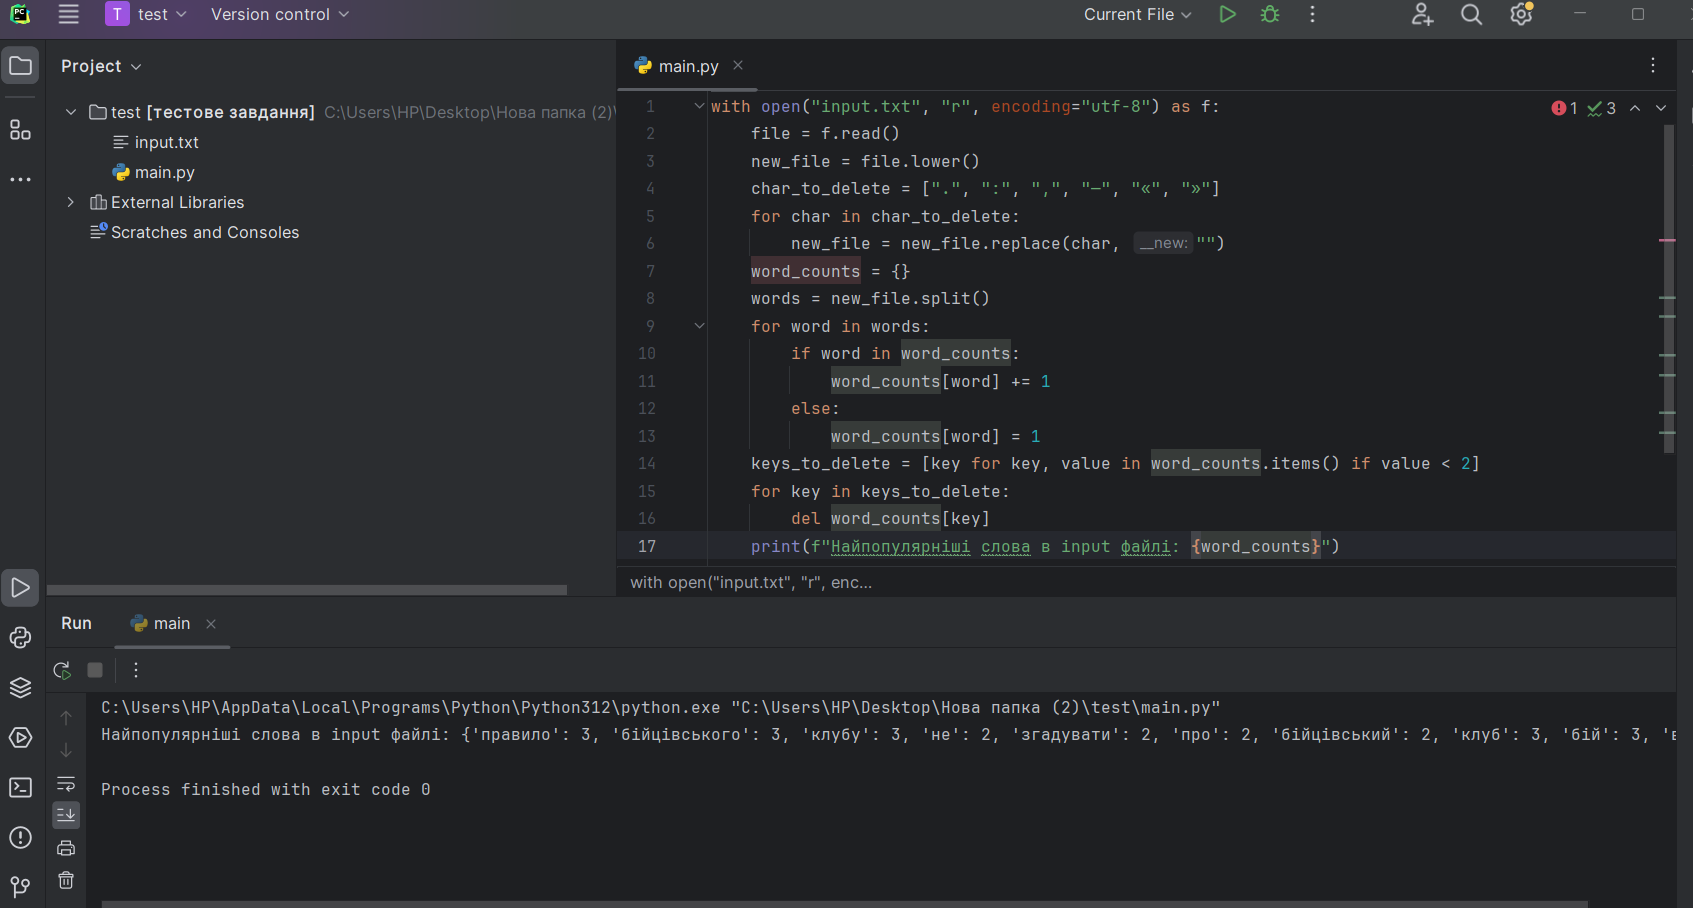 PC
T test Version control
Current File
Project
test [тестове завдання] C:\Users\HP\Desktop\Нова папка (2)\
input.txt
main.py
External Libraries
Scratches and Consoles
main.py
1 3
1 with open("input.txt", "r", encoding="utf-8") as f:
2 file = f.read()
3 new_file = file.lower()
4 char_to_delete = [".", ":", ",", "—", "«", "»"]
5 for char in char_to_delete:
6 new_file = new_file.replace(char, __new: "")
7 word_counts = {}
8 words = new_file.split()
9 for word in words:
10 if word in word_counts:
11 word_counts[word] += 1
12 else:
13 word_counts[word] = 1
14 keys_to_delete = [key for key, value in word_counts.items() if value < 2]
15 for key in keys_to_delete:
16 del word_counts[key]
17 print(f"Найпопулярніші слова в input файлі: {word_counts}")
with open("input.txt", "r", enc...
Run main
C:\Users\HP\AppData\Local\Programs\Python\Python312\python.exe "C:\Users\HP\Desktop\Нова папка (2)\test\main.py"
Найпопулярніші слова в input файлі: {'правило': 3, 'бійцівського': 3, 'клубу': 3, 'не': 2, 'згадувати': 2, 'про': 2, 'бійцівський': 2, 'клуб': 3, 'бій': 3,
Process finished with exit code 0